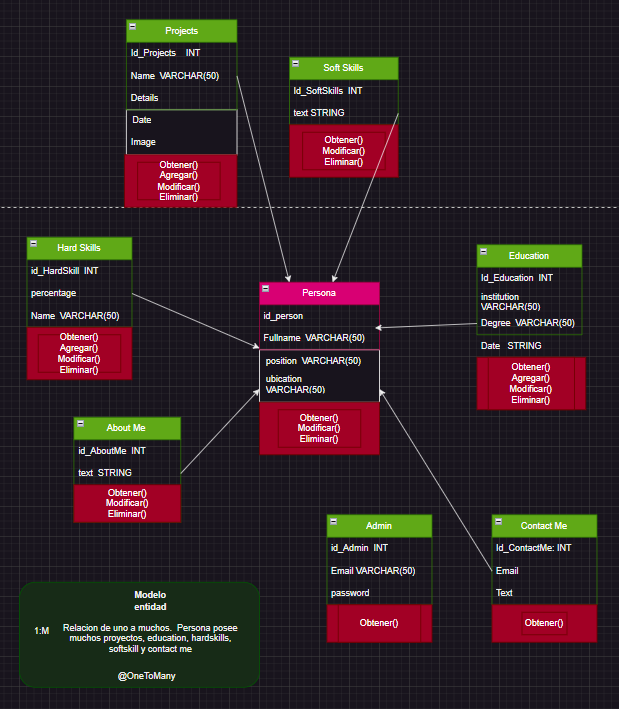 Projects
Id_Projects INT
Name VARCHAR(50)
Details
Date
Image
Obtener()
Agregar()
Modificar()
Eliminar()
Soft Skills
Id_SoftSkills INT
text STRING
Obtener()
Modificar()
Eliminar()
Hard Skills
id_HardSkill INT
percentage
Name VARCHAR(50)
Obtener()
Agregar()
Modificar()
Eliminar()
Education
Id_Education INT
institution
VARCHAR(50)
Degree VARCHAR(50)
Date STRING
Obtener()
Agregar()
Modificar()
Eliminar()
Persona
id_person
Fullname VARCHAR(50)
position VARCHAR(50)
ubication
VARCHAR(50)
Obtener()
Modificar()
Eliminar()
About Me
id_AboutMe INT
text STRING
Obtener()
Modificar()
Eliminar()
Admin
id_Admin INT
Email VARCHAR(50)
password
Obtener()
Contact Me
Id_ContactMe: INT
Email
Text
Obtener()
Modelo
entidad
1:M
Relacion de uno a muchos. Persona posee
muchos proyectos, education, hardskills,
softskill y contact me
@OneToMany